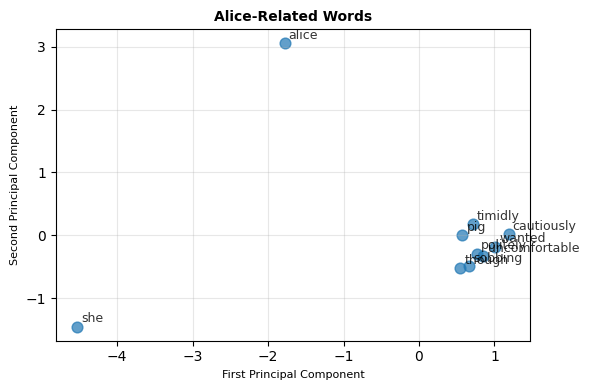 Alice-Related Words
Second Principal Component
3
2
1
0
−1
alice
timidly
pig
cautiously
wanted
politely
uncomfortable
sobbing
though
she
−4
−3
−2
−1
0
1
First Principal Component